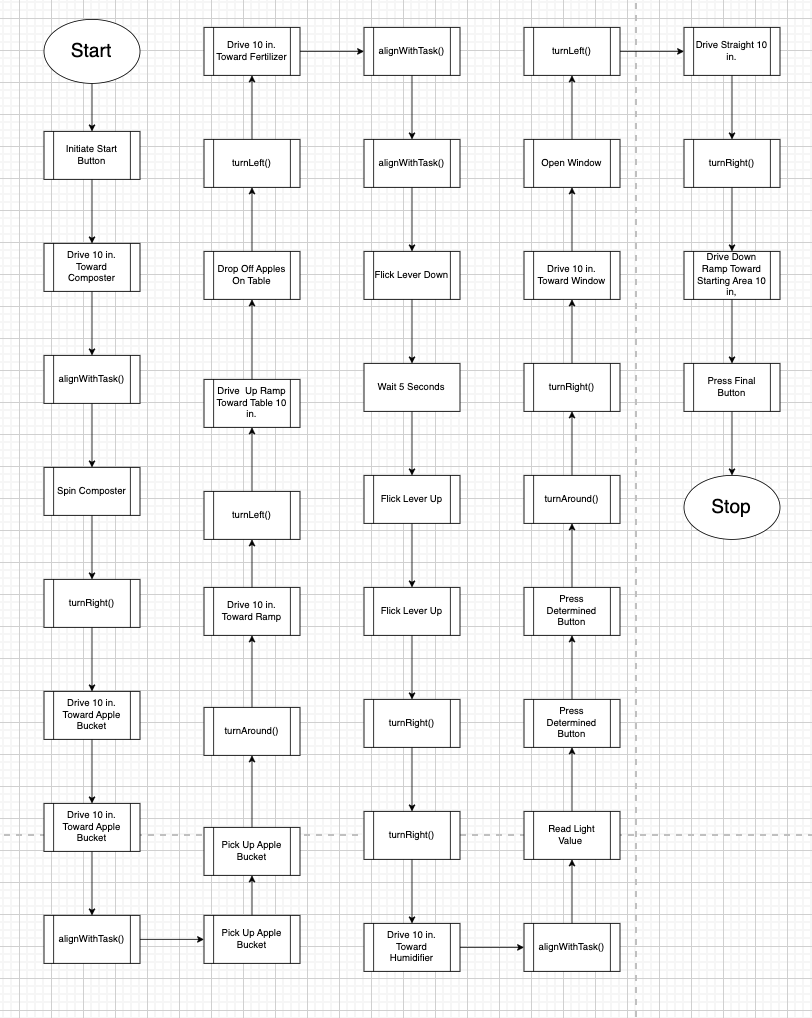 Start
Initiate Start
Button
Drive 10 in.
Toward
Composter
alignWithTask()
Spin Composter
turnRight()
Drive 10 in.
Toward Apple
Bucket
Drive 10 in.
Toward Apple
Bucket
alignWithTask()
Pick Up Apple
Bucket
Pick Up Apple
Bucket
turnAround()
Drive 10 in.
Toward Ramp
turnLeft()
Drive Up Ramp
Toward Table 10
in.
Drop Off Apples
On Table
turnLeft()
Drive 10 in.
Toward Fertilizer
alignWithTask()
alignWithTask()
Flick Lever Down
Wait 5 Seconds
Flick Lever Up
Flick Lever Up
turnRight()
turnRight()
Drive 10 in.
Toward
Humidifier
alignWithTask()
Read Light
Value
Press
Determined
Button
Press
Determined
Button
turnAround()
turnRight()
Drive 10 in.
Toward Window
Open Window
turnLeft()
Drive Straight 10
in.
turnRight()
Drive Down
Ramp Toward
Starting Area 10
in,
Press Final
Button
Stop